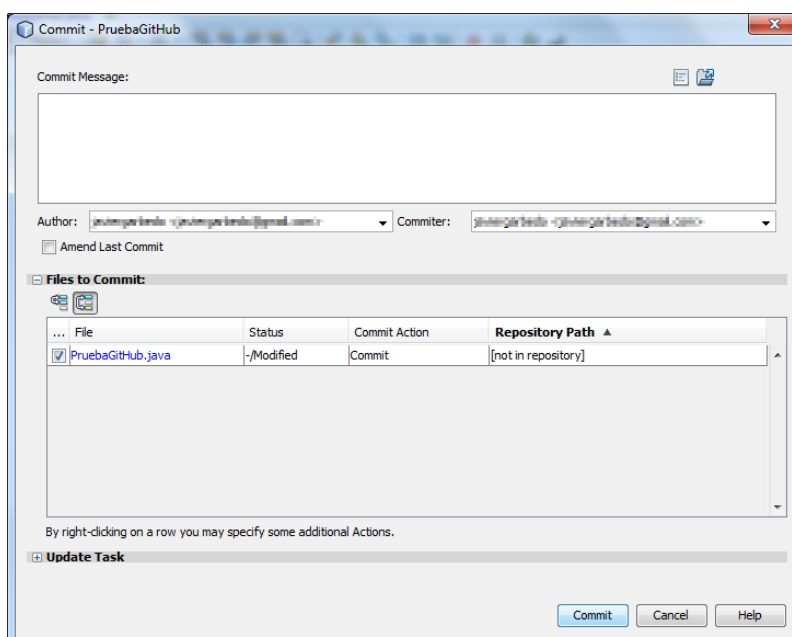 Commit - PruebaGitHub
Commit Message:
Author: Commiter:
Amend Last Commit
Files to Commit:
... File Status Commit Action Repository Path
PruebaGitHub.java -/Modified Commit [not in repository]
By right-clicking on a row you may specify some additional Actions.
Update Task
Commit Cancel Help